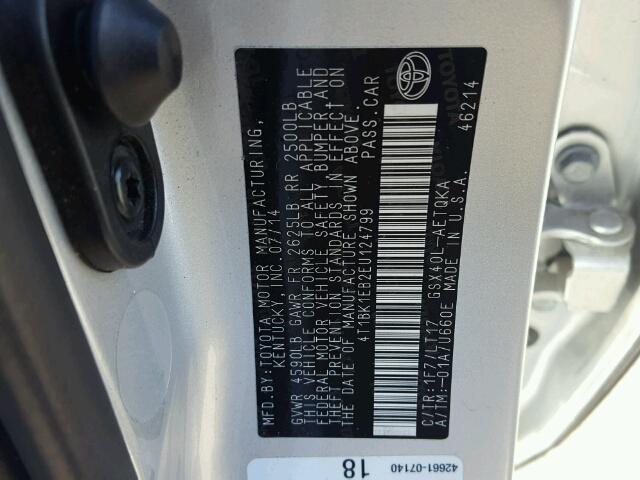 MFD.BY:TOYOTA MOTOR MANUFACTURING,
KENTUCKY, INC. 07/14
GVWR 4590LB GAWR FR 2625LB RR 2500LB
THIS VEHICLE CONFORMS TO ALL APPLICABLE
FEDERAL MOTOR VEHICLE SAFETY BUMPER, AND
THEFT PREVENTION STANDARDS IN EFFECT ON
THE DATE OF MANUFACTURE SHOWN ABOVE.
4T1BK1EB2EU124799 PASS.CAR
C/TR:1F7/LT17 GSX40L-AETQKA
A/TM:-01A/U660E MADE IN U.S.A.
46214
TOYOTA
42661-07140
18